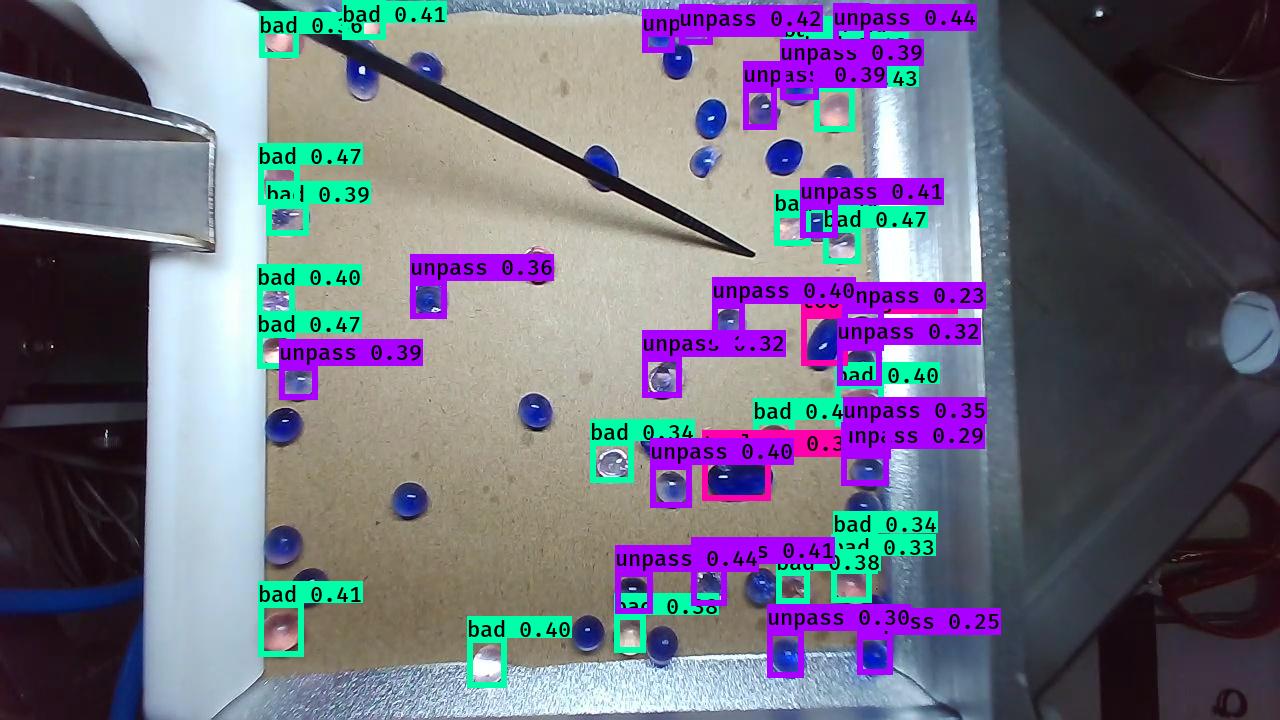 bad 0.41
unpass 0.42
unpass 0.44
unpass 0.39
0.39
43
bad 0.47
bad 0.39
unpass 0.41
bad 0.47
unpass 0.36
bad 0.40
unpass 0.40
0.23
bad 0.47
unpass 0.32
unpass 0.32
unpass 0.39
bad 0.40
unpass 0.35
bad 0.34
0.29
unpass 0.40
bad 0.34
0.33
unpass 0.44
0.41
0.38
bad 0.41
unpass 0.30
0.25
bad 0.40